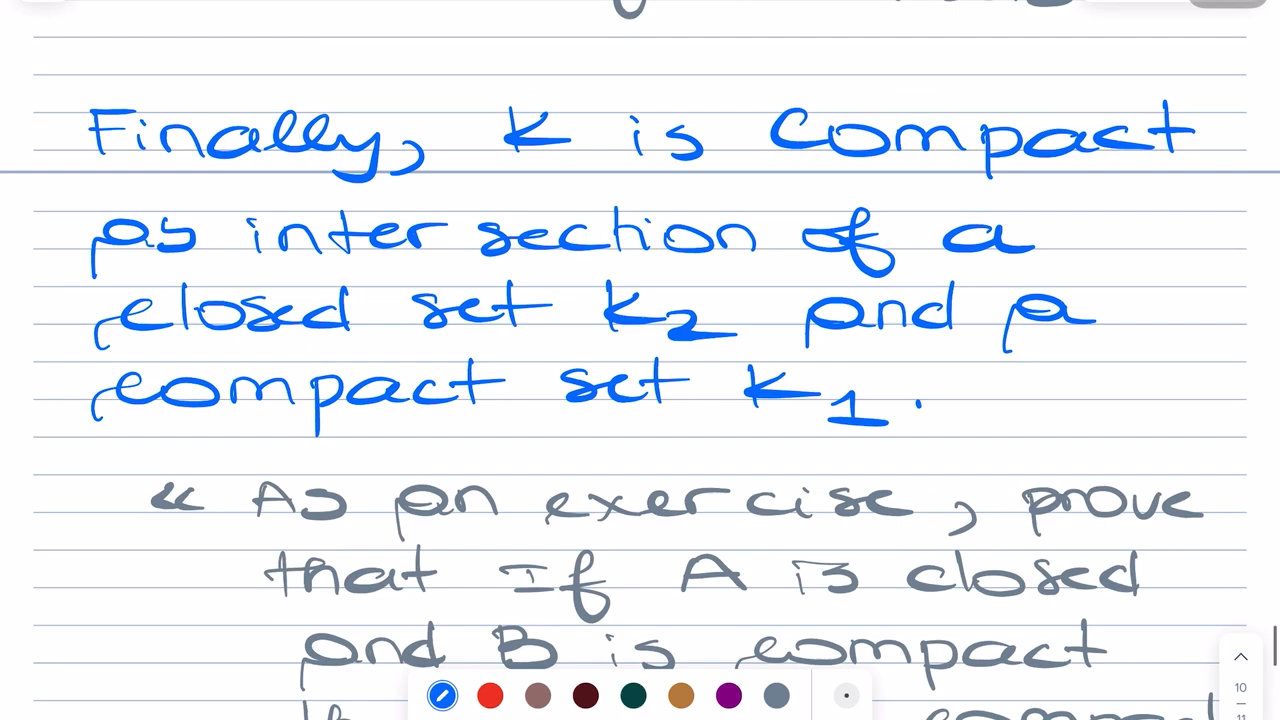 Finally, K is compact
as intersection of a
closed set K2 and a
compact set K1.
« As an exercise, prove
that If A is closed
and B is compact
10
11